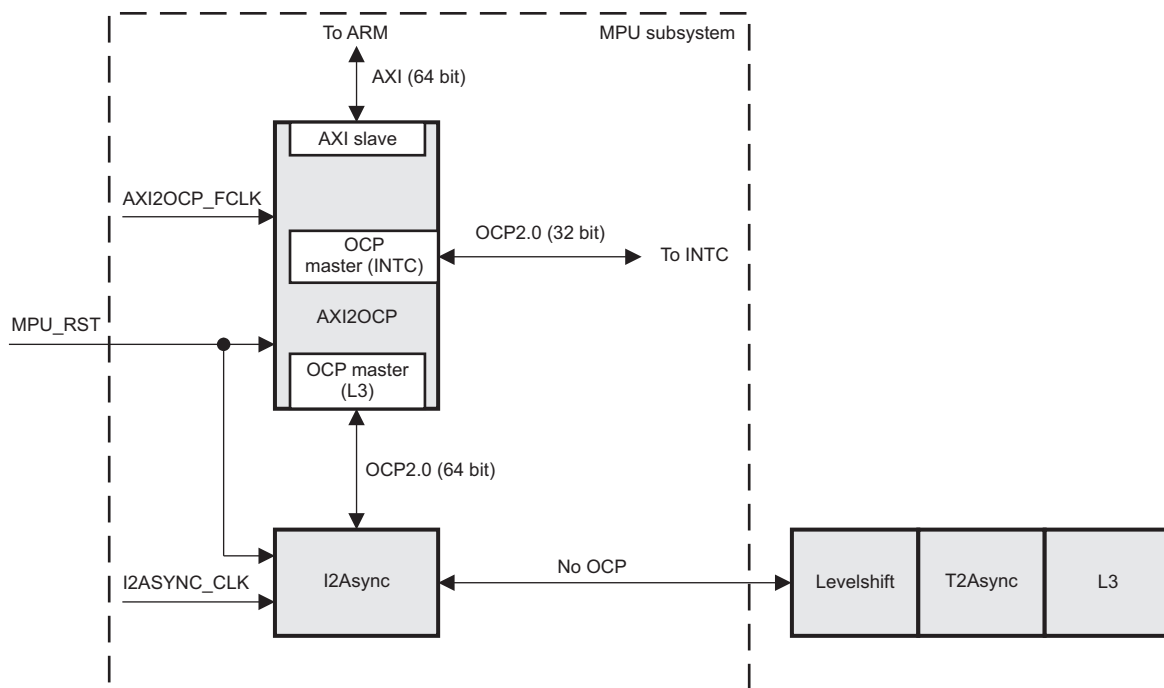 To ARM
MPU subsystem
AXI (64 bit)
AXI slave
AXI2OCP_FCLK
OCP
master (INTC)
OCP2.0 (32 bit)
To INTC
AXI2OCP
MPU_RST
OCP master
(L3)
OCP2.0 (64 bit)
I2Async
I2ASYNC_CLK
No OCP
Levelshift
T2Async
L3